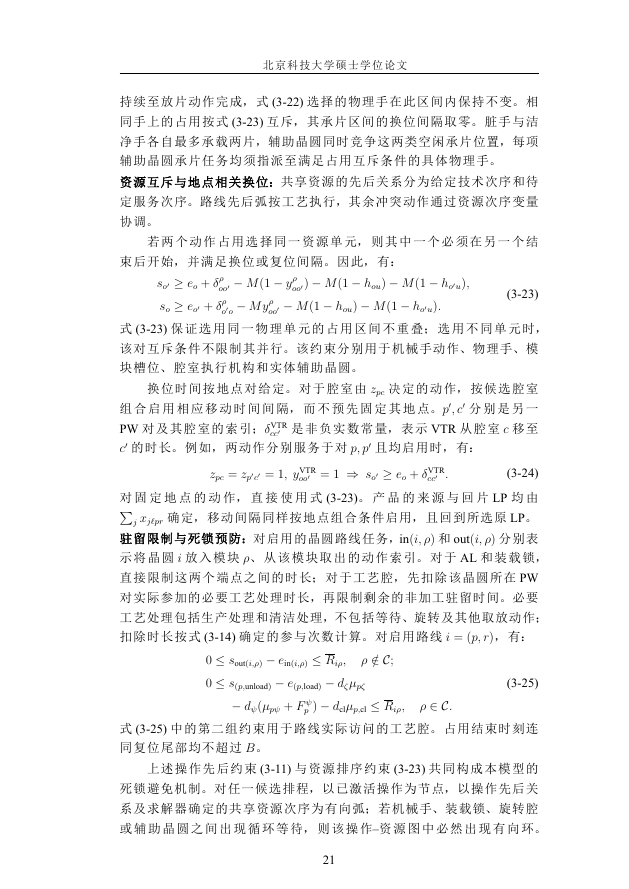 北京科技大学硕士学位论文
持续至放片动作完成，式 (3-22) 选择的物理手在此区间内保持不变。相
同手上的占用按式 (3-23) 互斥，其承片区间的换位间隔取零。脏手与洁
净手各自最多承载两片，辅助晶圆同时竞争这两类空闲承片位置，每项
辅助晶圆承片任务均须指派至满足占用互斥条件的具体物理手。
资源互斥与地点相关换位：共享资源的先后关系分为给定技术次序和待
定服务次序。路线先后弧按工艺执行，其余冲突动作通过资源次序变量
协调。
若两个动作占用选择同一资源单元，则其中一个必须在另一个结
束后开始，并满足换位或复位间隔。因此，有：
s_{o′} ≥ e_o + δ^ρ_{oo′} − M(1 − y^ρ_{oo′}) − M(1 − h_{ou}) − M(1 − h_{o′u}),
s_o ≥ e_{o′} + δ^ρ_{o′o} − My^ρ_{oo′} − M(1 − h_{ou}) − M(1 − h_{o′u}).
(3-23)
式 (3-23) 保证选用同一物理单元的占用区间不重叠；选用不同单元时，
该对互斥条件不限制其并行。该约束分别用于机械手动作、物理手、模
块槽位、腔室执行机构和实体辅助晶圆。
换位时间按地点对给定。对于腔室由 z_{pc} 决定的动作，按候选腔室
组合启用相应移动时间间隔，而不预先固定其地点。p′, c′ 分别是另一
PW 对及其腔室的索引；δ^{VTR}_{cc′} 是非负实数常量，表示 VTR 从腔室 c 移至
c′ 的时长。例如，两动作分别服务于对 p, p′ 且均启用时，有：
z_{pc} = z_{p′c′} = 1, y^{VTR}_{oo′} = 1 ⇒ s_{o′} ≥ e_o + δ^{VTR}_{cc′}. (3-24)
对固定地点的动作，直接使用式 (3-23)。产品的来源与回片 LP 均由
∑_j x_{jℓpr} 确定，移动间隔同样按地点组合条件启用，且回到所选原 LP。
驻留限制与死锁预防：对启用的晶圆路线任务，in(i, ρ) 和 out(i, ρ) 分别表
示将晶圆 i 放入模块 ρ、从该模块取出的动作索引。对于 AL 和装载锁，
直接限制这两个端点之间的时长；对于工艺腔，先扣除该晶圆所在 PW
对实际参加的必要工艺处理时长，再限制剩余的非加工驻留时间。必要
工艺处理包括生产处理和清洁处理，不包括等待、旋转及其他取放动作；
扣除时长按式 (3-14) 确定的参与次数计算。对启用路线 i = (p, r)，有：
0 ≤ s_{out(i,ρ)} − e_{in(i,ρ)} ≤ R̅_{iρ}, ρ ∉ C;
0 ≤ s_{(p,unload)} − e_{(p,load)} − d_ζμ_{pζ}
(3-25)
− d_ψ(μ_{pψ} + F^ψ_p) − d_{cl}μ_{p,cl} ≤ R̅_{iρ}, ρ ∈ C.
式 (3-25) 中的第二组约束用于路线实际访问的工艺腔。占用结束时刻连
同复位尾部均不超过 B。
上述操作先后约束 (3-11) 与资源排序约束 (3-23) 共同构成本模型的
死锁避免机制。对任一候选排程，以已激活操作为节点，以操作先后关
系及求解器确定的共享资源次序为有向弧；若机械手、装载锁、旋转腔
或辅助晶圆之间出现循环等待，则该操作–资源图中必然出现有向环。
21